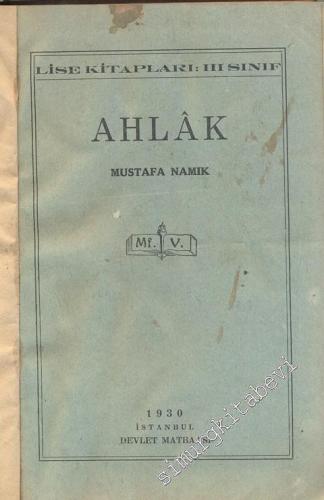 LİSE KİTAPLARI: III SINIF
AHLÂK
MUSTAFA NAMIK
Mf. V.
1930
İSTANBUL
DEVLET MATBAASI
simurgkitabevi